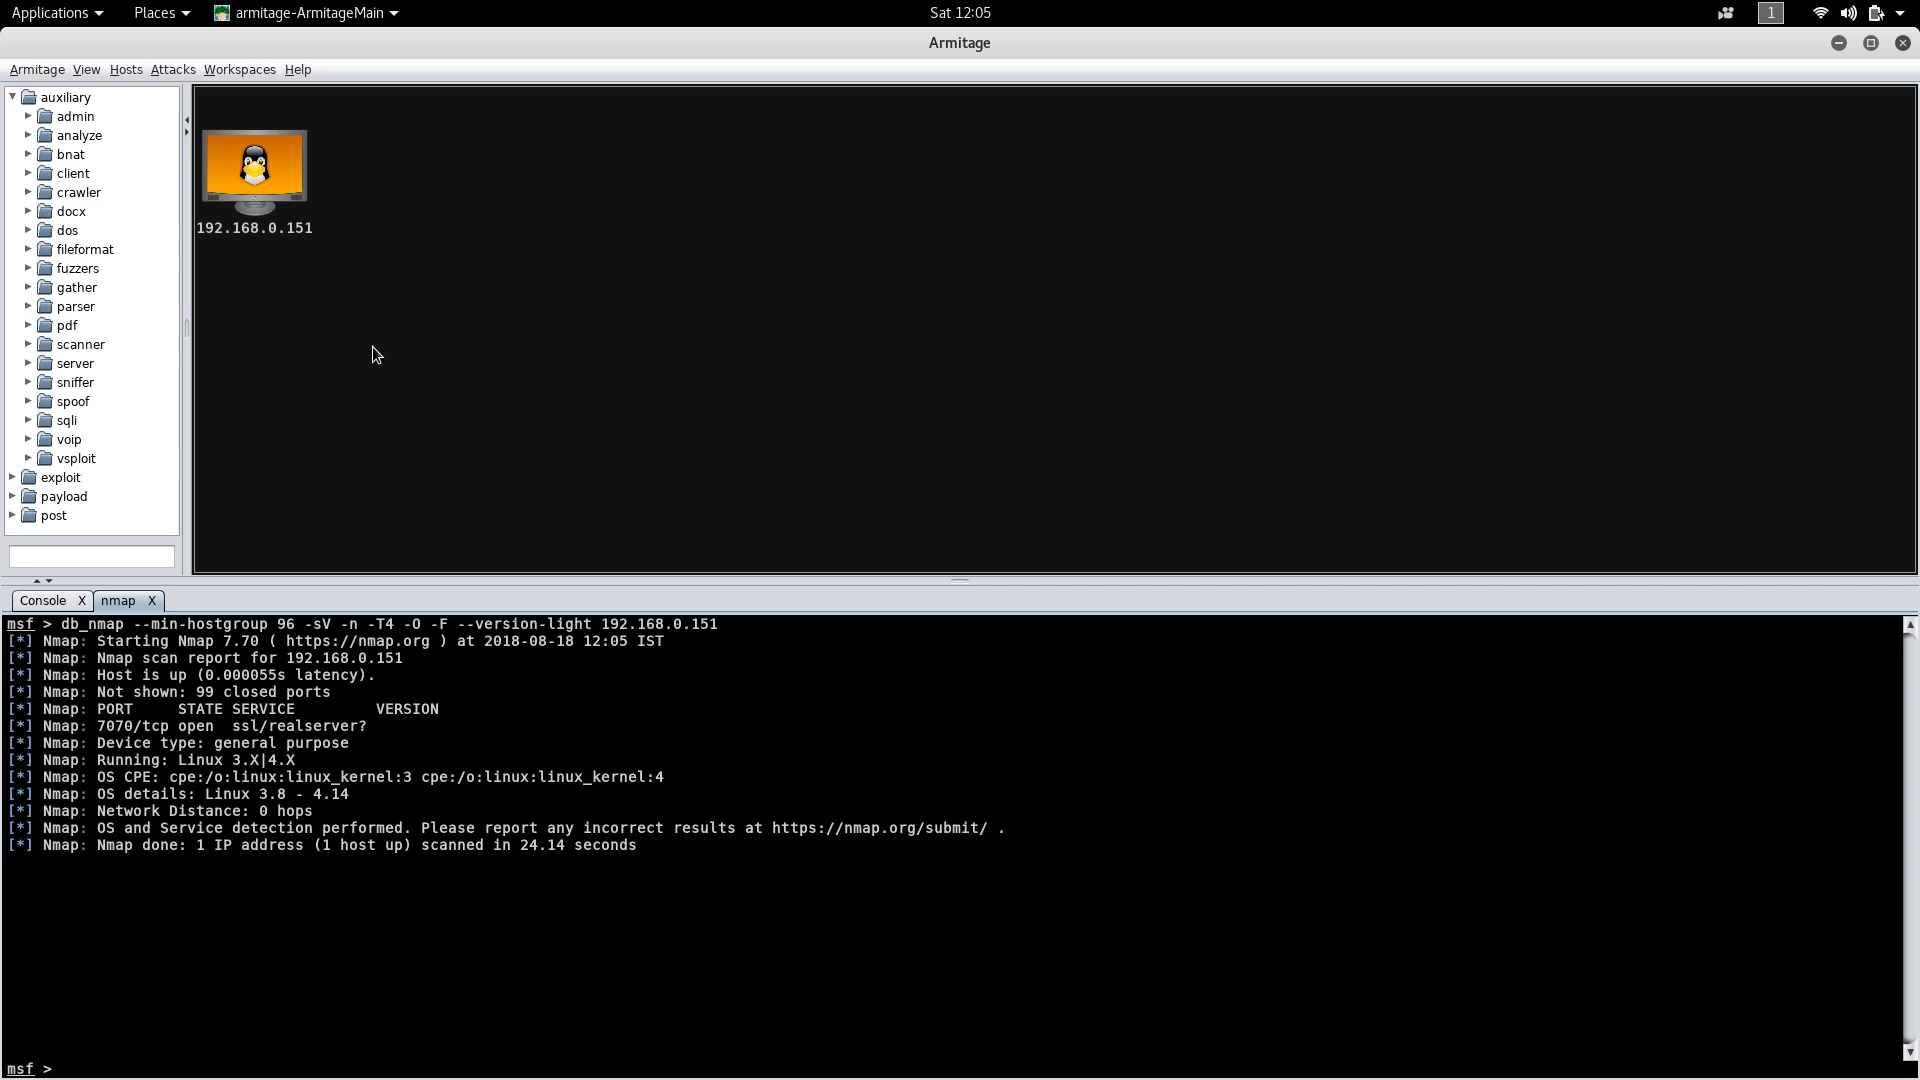 Applications Places armitage-ArmitageMain Sat 12:05 1
Armitage
Armitage View Hosts Attacks Workspaces Help
auxiliary
admin
analyze
bnat
client
crawler
docx
dos
fileformat
fuzzers
gather
parser
pdf
scanner
server
sniffer
spoof
sqli
voip
vsploit
exploit
payload
post
192.168.0.151
Console X nmap X
msf > db_nmap --min-hostgroup 96 -sV -n -T4 -O -F --version-light 192.168.0.151
[*] Nmap: Starting Nmap 7.70 ( https://nmap.org ) at 2018-08-18 12:05 IST
[*] Nmap: Nmap scan report for 192.168.0.151
[*] Nmap: Host is up (0.000055s latency).
[*] Nmap: Not shown: 99 closed ports
[*] Nmap: PORT     STATE SERVICE         VERSION
[*] Nmap: 7070/tcp open  ssl/realserver?
[*] Nmap: Device type: general purpose
[*] Nmap: Running: Linux 3.X|4.X
[*] Nmap: OS CPE: cpe:/o:linux:linux_kernel:3 cpe:/o:linux:linux_kernel:4
[*] Nmap: OS details: Linux 3.8 - 4.14
[*] Nmap: Network Distance: 0 hops
[*] Nmap: OS and Service detection performed. Please report any incorrect results at https://nmap.org/submit/ .
[*] Nmap: Nmap done: 1 IP address (1 host up) scanned in 24.14 seconds
msf >